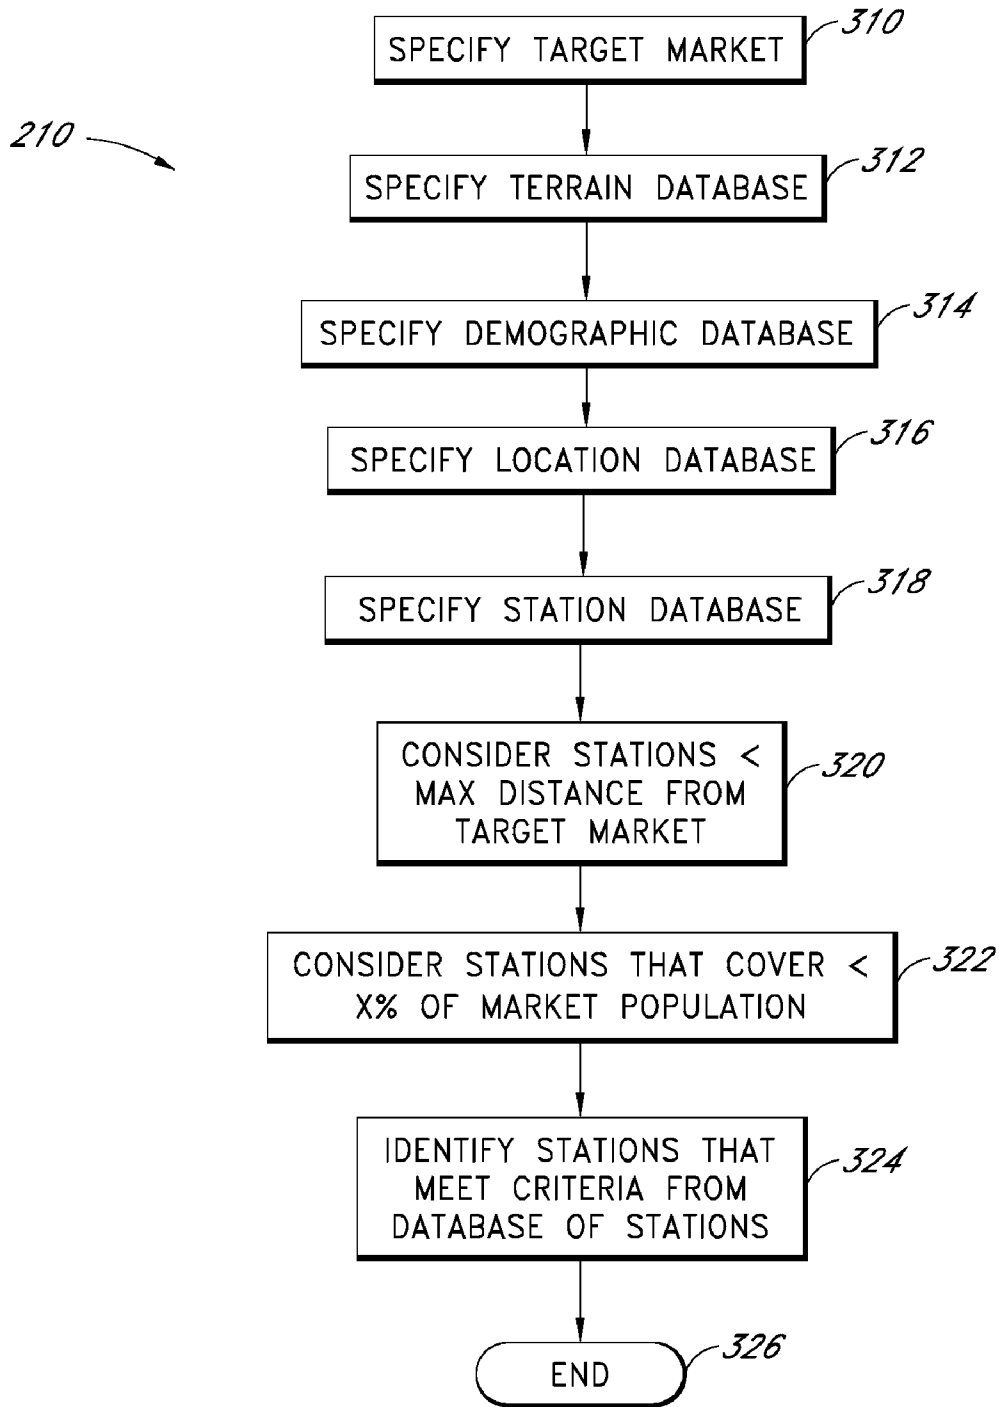 SPECIFY TARGET MARKET
310
210
SPECIFY TERRAIN DATABASE
312
SPECIFY DEMOGRAPHIC DATABASE
314
SPECIFY LOCATION DATABASE
316
SPECIFY STATION DATABASE
318
CONSIDER STATIONS <
MAX DISTANCE FROM
TARGET MARKET
320
CONSIDER STATIONS THAT COVER <
X% OF MARKET POPULATION
322
IDENTIFY STATIONS THAT
MEET CRITERIA FROM
DATABASE OF STATIONS
324
END
326